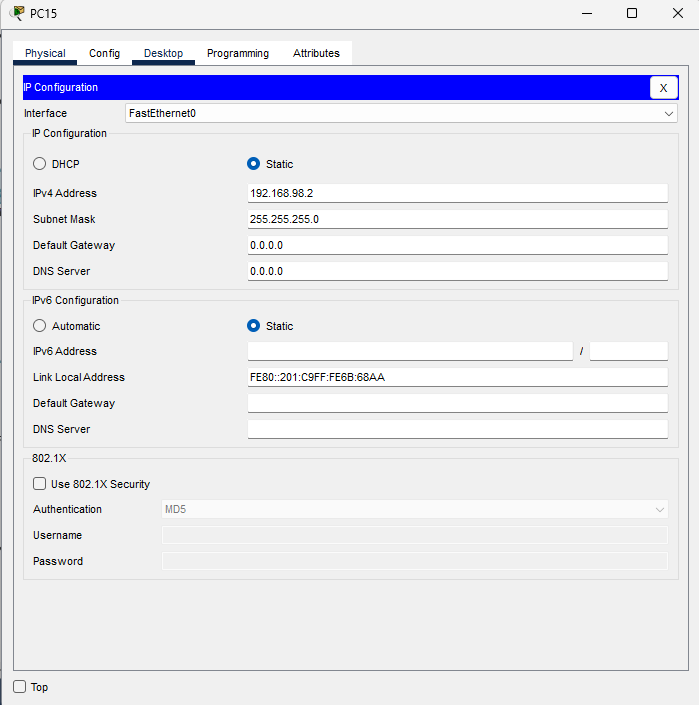 PC15
Physical Config Desktop Programming Attributes
IP Configuration X
Interface FastEthernet0
IP Configuration
DHCP Static
IPv4 Address 192.168.98.2
Subnet Mask 255.255.255.0
Default Gateway 0.0.0.0
DNS Server 0.0.0.0
IPv6 Configuration
Automatic Static
IPv6 Address /
Link Local Address FE80::201:C9FF:FE6B:68AA
Default Gateway
DNS Server
802.1X
Use 802.1X Security
Authentication MD5
Username
Password
Top